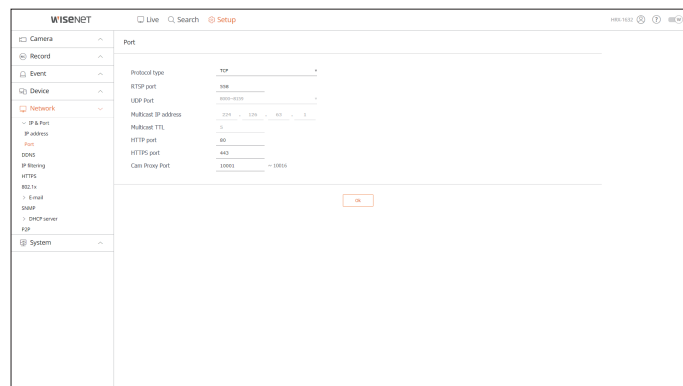 WISENET
Live Search Setup
HRX-1632
Camera
Record
Event
Device
Network
IP & Port
IP address
Port
DDNS
IP filtering
HTTPS
802.1x
E-mail
SNMP
DHCP server
P2P
System
Port
Protocol type TCP
RTSP port 558
UDP Port 8000~8159
Multicast IP address 224 . 126 . 63 . 1
Multicast TTL 5
HTTP port 80
HTTPS port 443
Cam Proxy Port 10001 ~ 10016
Ok